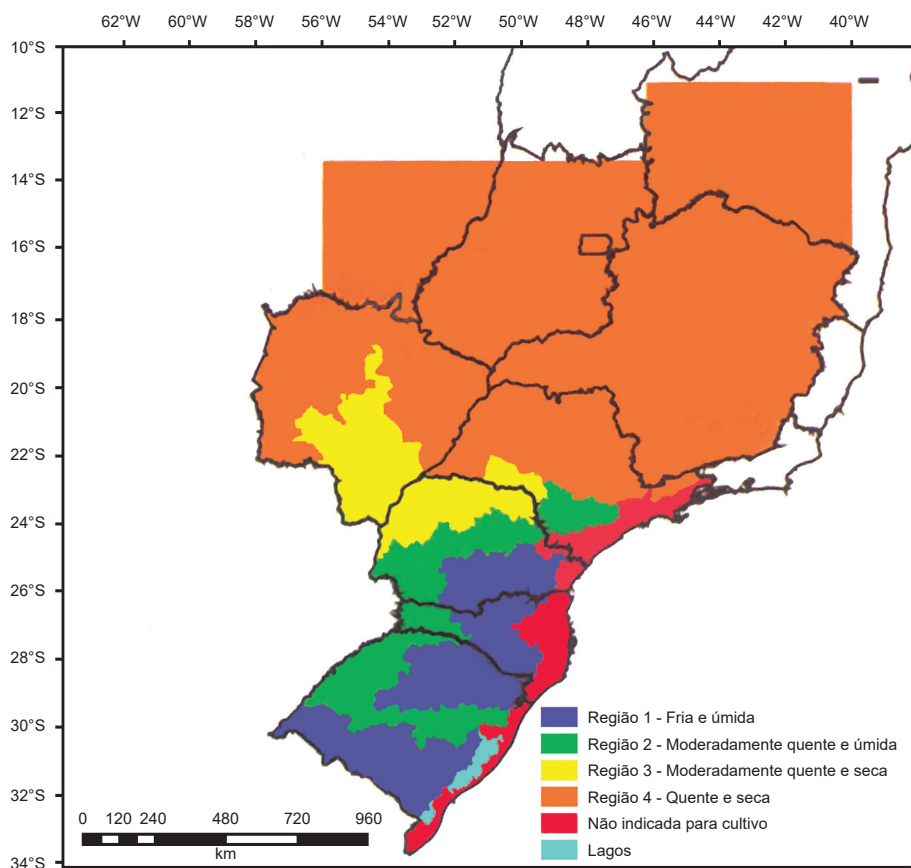 62°W 60°W 58°W 56°W 54°W 52°W 50°W 48°W 46°W 44°W 42°W 40°W
10°S
12°S
14°S
16°S
18°S
20°S
22°S
24°S
26°S
28°S
30°S
32°S
34°S
Região 1 - Fria e úmida
Região 2 - Moderadamente quente e úmida
Região 3 - Moderadamente quente e seca
Região 4 - Quente e seca
Não indicada para cultivo
Lagos
0 120 240 480 720 960
km